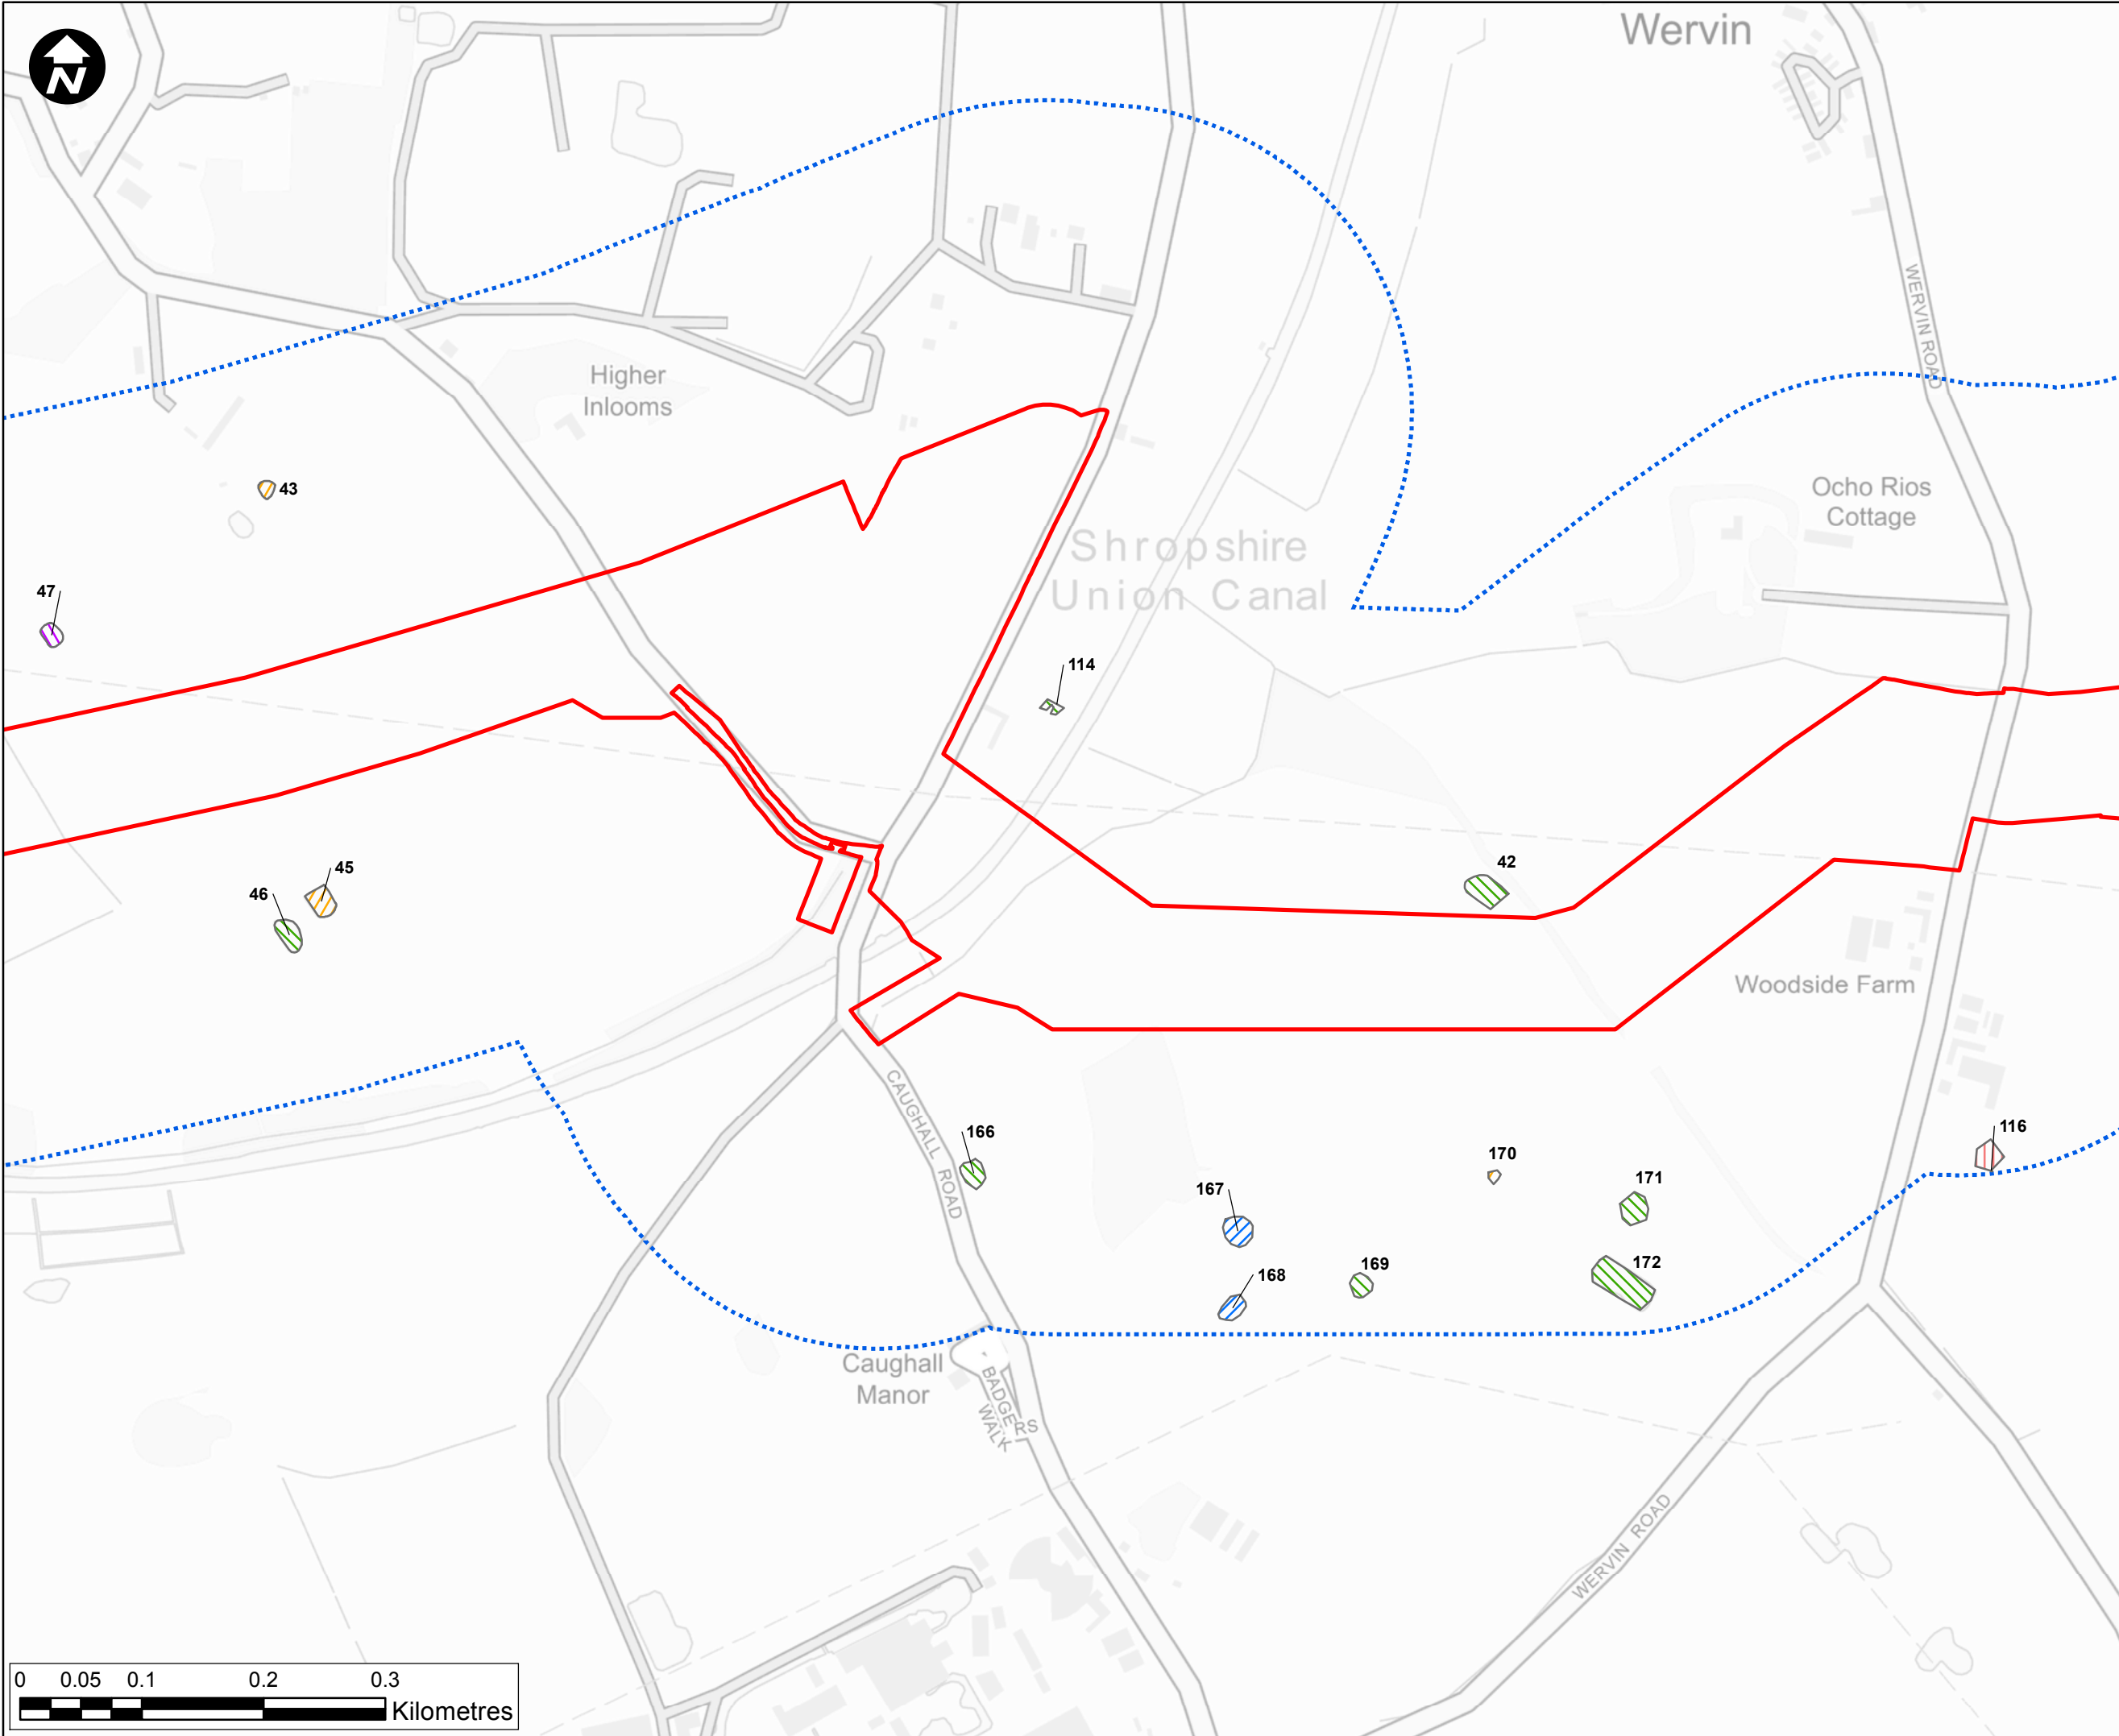 Wervin
N
WERVIN ROAD
Higher
Inlooms
43
Ocho Rios
Cottage
Shropshire
Union Canal
47
114
42
45
46
Woodside Farm
CAUGHALL ROAD
166
116
170
171
167
172
169
168
Caughall
Manor
BADGERS
WALK
WERVIN ROAD
0 0.05 0.1 0.2 0.3
Kilometres